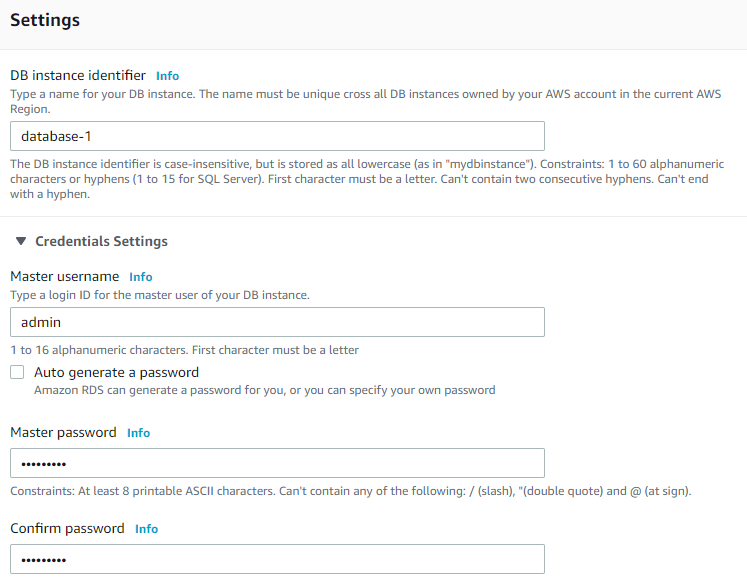 Settings
DB instance identifier Info
Type a name for your DB instance. The name must be unique cross all DB instances owned by your AWS account in the current AWS
Region.
database-1
The DB instance identifier is case-insensitive, but is stored as all lowercase (as in "mydbinstance"). Constraints: 1 to 60 alphanumeric
characters or hyphens (1 to 15 for SQL Server). First character must be a letter. Can't contain two consecutive hyphens. Can't end
with a hyphen.
Credentials Settings
Master username Info
Type a login ID for the master user of your DB instance.
admin
1 to 16 alphanumeric characters. First character must be a letter
Auto generate a password
Amazon RDS can generate a password for you, or you can specify your own password
Master password Info
•••••••••
Constraints: At least 8 printable ASCII characters. Can't contain any of the following: / (slash), "(double quote) and @ (at sign).
Confirm password Info
•••••••••